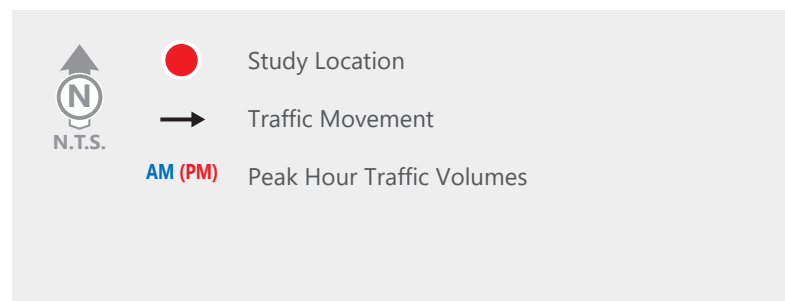 N
N.T.S.
Study Location
Traffic Movement
AM (PM) Peak Hour Traffic Volumes